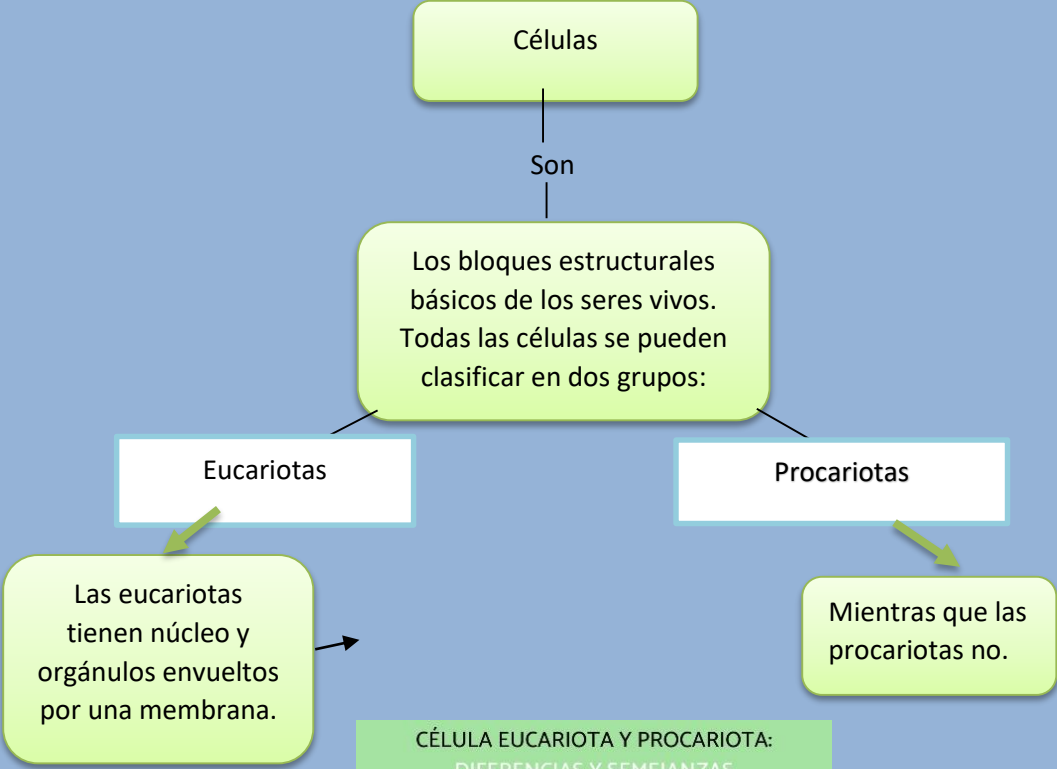 Células
Son
Los bloques estructurales
básicos de los seres vivos.
Todas las células se pueden
clasificar en dos grupos:
Eucariotas
Procariotas
Las eucariotas
tienen núcleo y
orgánulos envueltos
por una membrana.
Mientras que las
procariotas no.
CÉLULA EUCARIOTA Y PROCARIOTA:
DIFERENCIAS Y SEMEJANZAS